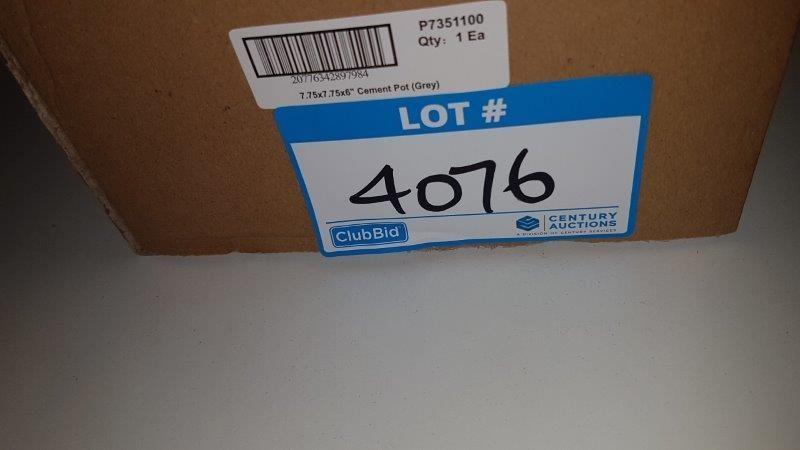 P7351100
Qty: 1 Ea
20776342897984
7.75x7.75x6" Cement Pot (Grey)
LOT #
4076
ClubBid
CENTURY
AUCTIONS
A DIVISION OF CENTURY SERVICES